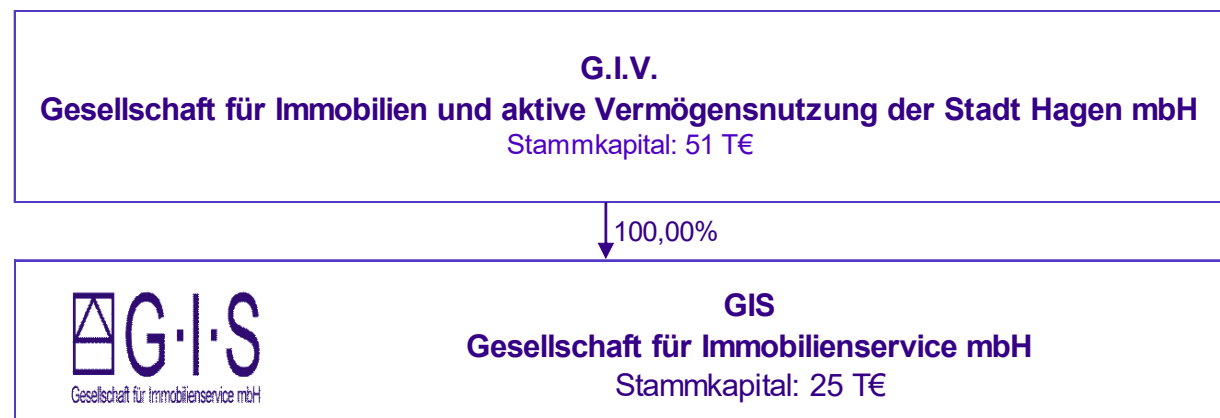 G.I.V.
Gesellschaft für Immobilien und aktive Vermögensnutzung der Stadt Hagen mbH
Stammkapital: 51 T€
100,00%
G·I·S
Gesellschaft für Immobilienservice mbH
GIS
Gesellschaft für Immobilienservice mbH
Stammkapital: 25 T€